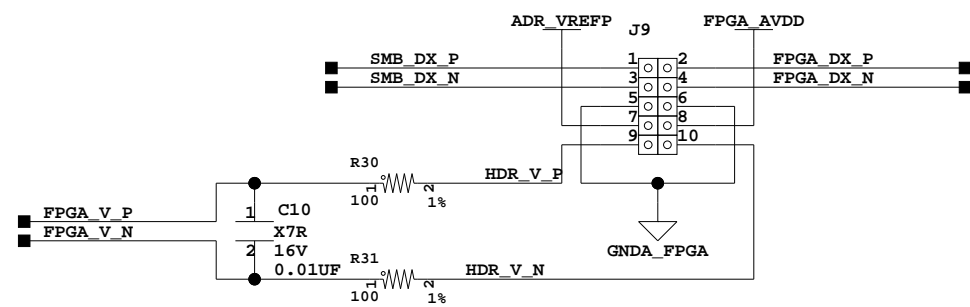 ADR_VREFP
J9
FPGA_AVDD
SMB_DX_P
1
2
FPGA_DX_P
SMB_DX_N
3
4
FPGA_DX_N
5
6
7
8
9
10
R30
HDR_V_P
1
2
100
1%
FPGA_V_P
1
C10
FPGA_V_N
X7R
2
16V
GNDA_FPGA
0.01UF
R31
HDR_V_N
1
2
100
1%